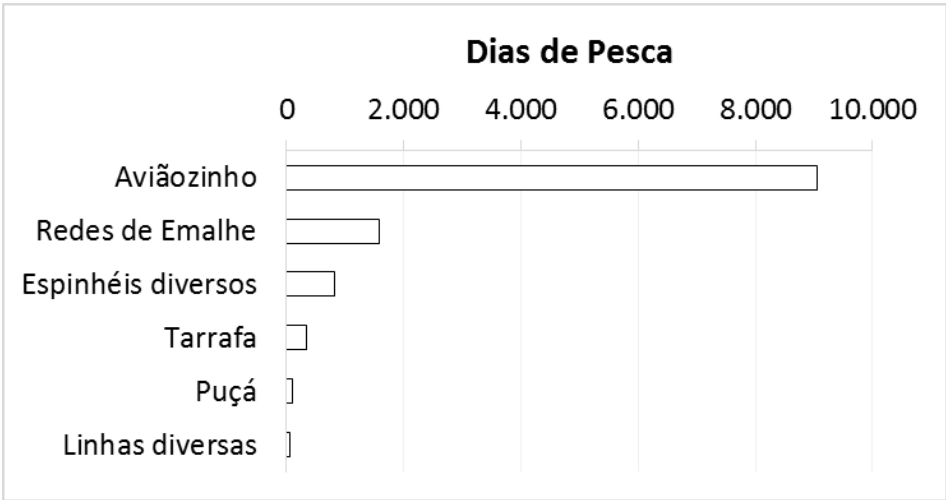 Dias de Pesca
0 2.000 4.000 6.000 8.000 10.000
Aviãozinho
Redes de Emalhe
Espinhéis diversos
Tarrafa
Puçá
Linhas diversas